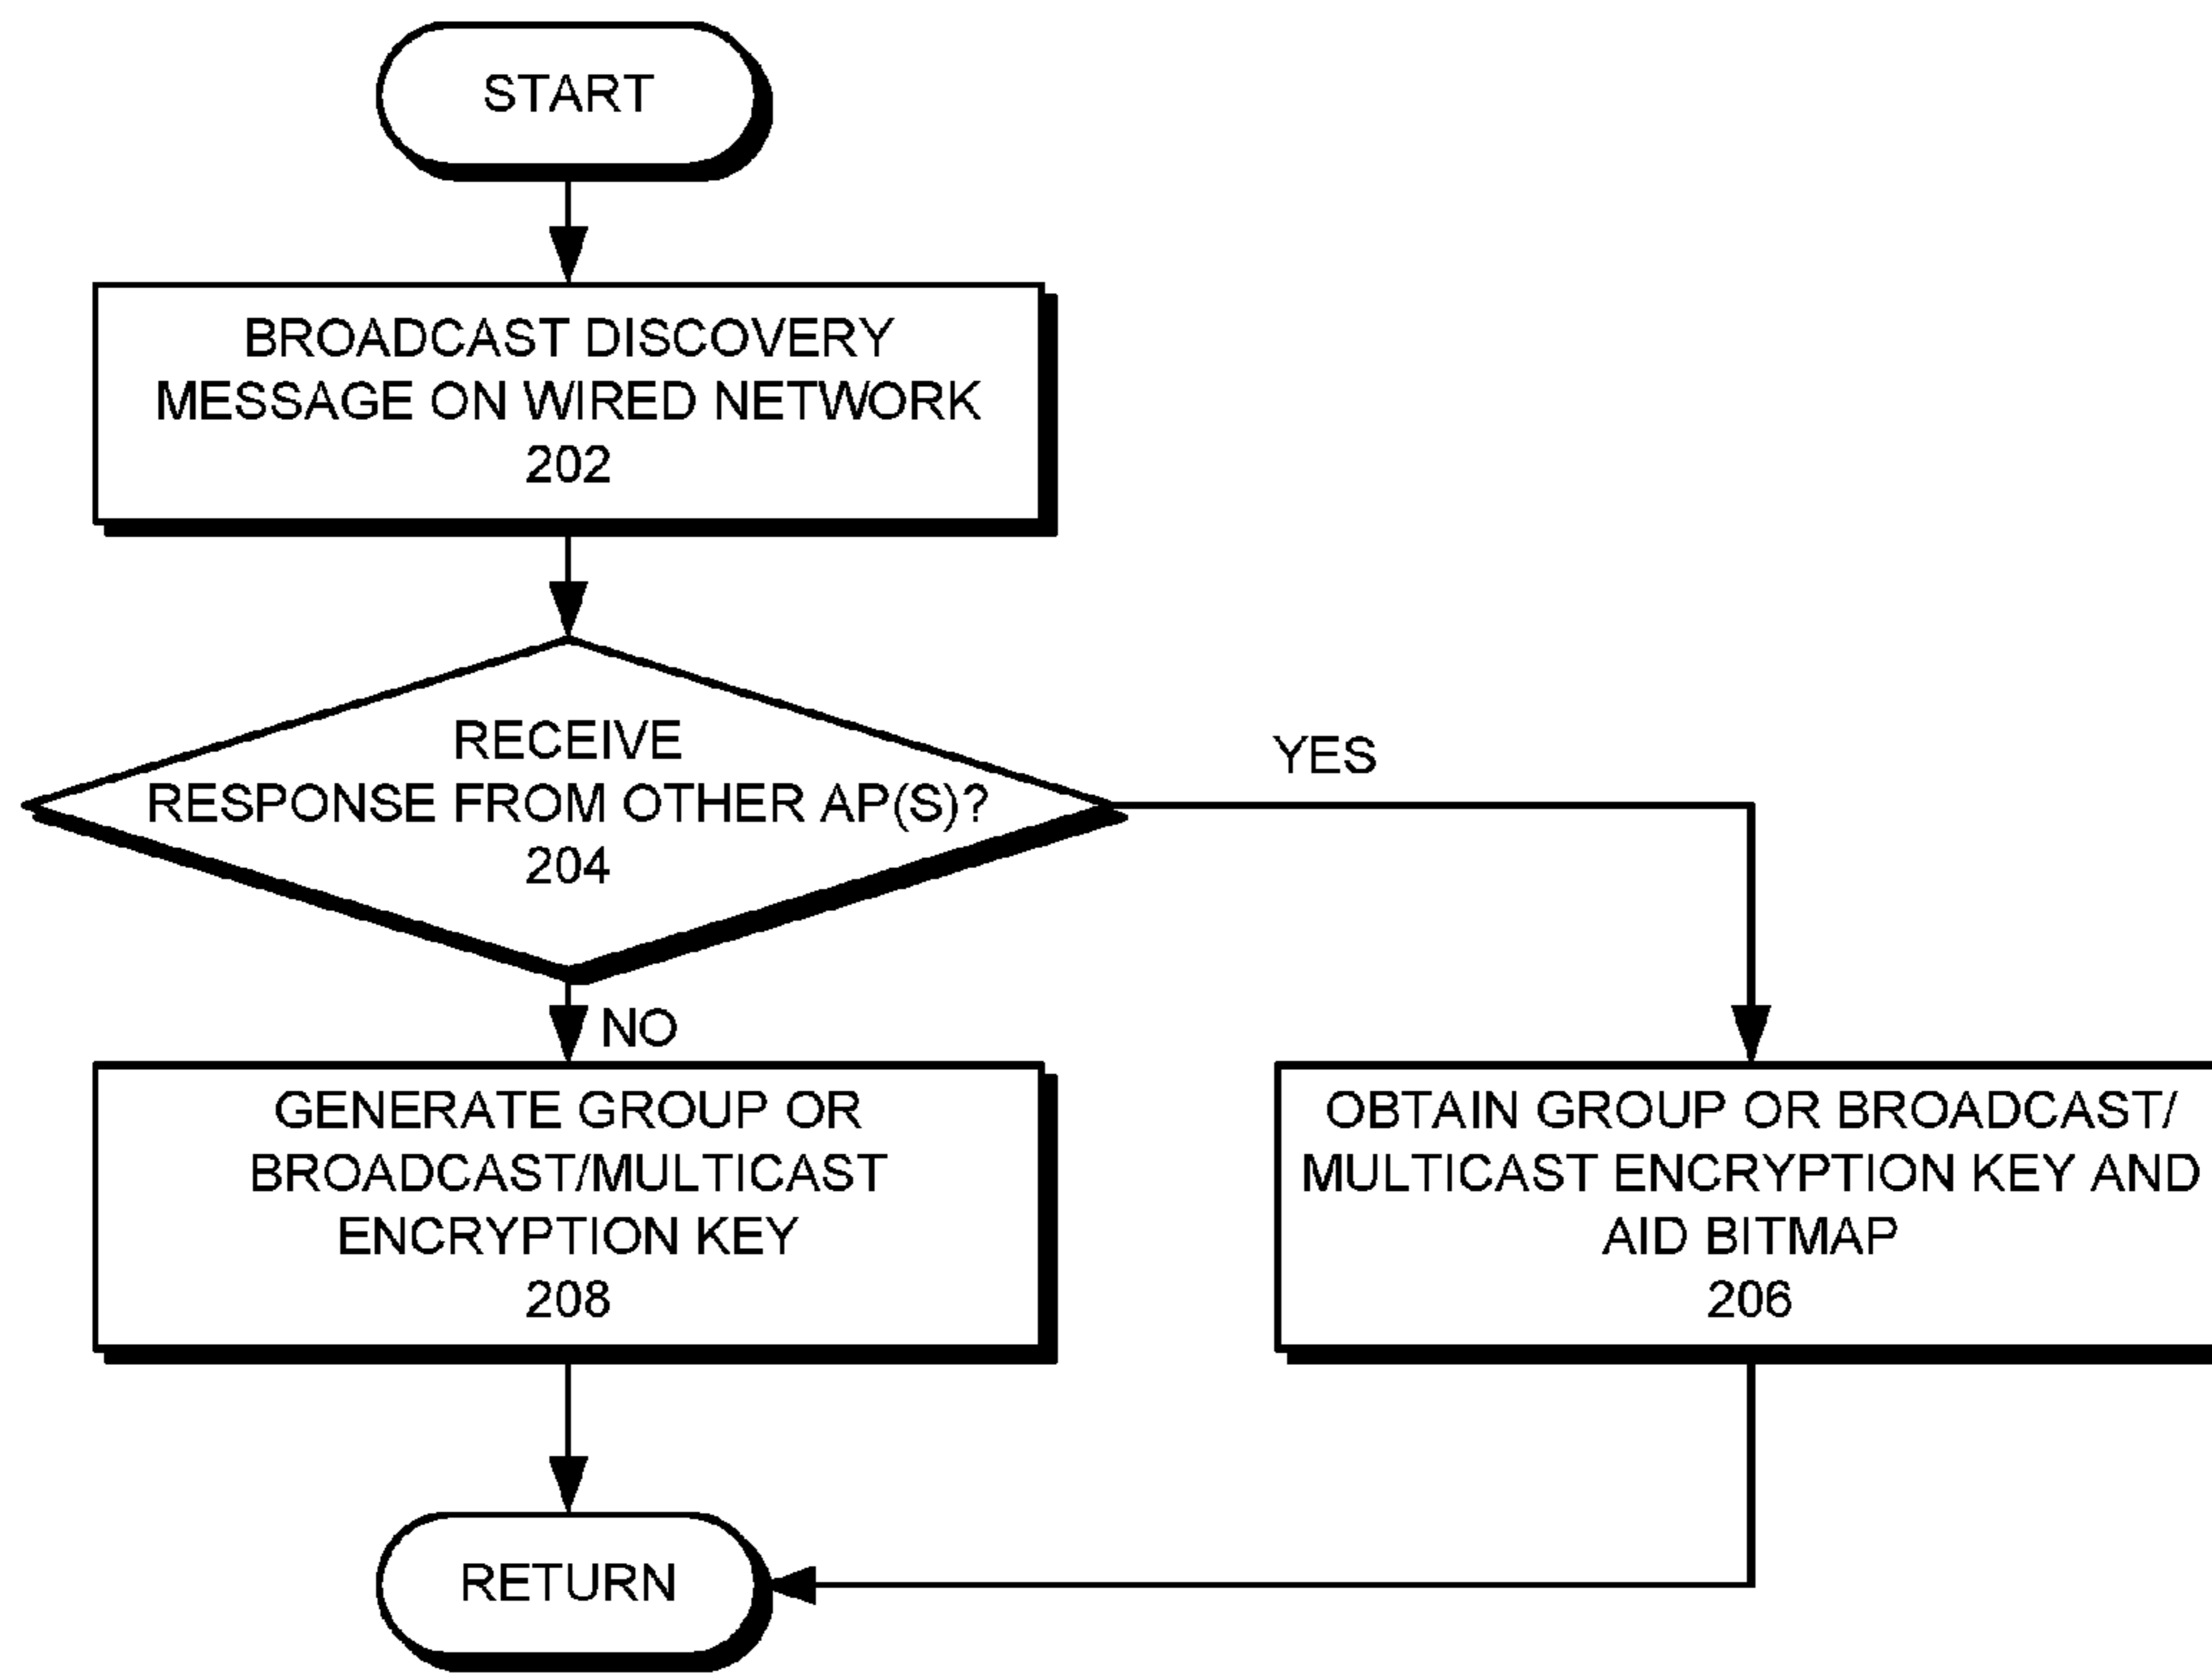 START
BROADCAST DISCOVERY
MESSAGE ON WIRED NETWORK
202
RECEIVE
RESPONSE FROM OTHER AP(S)?
204
YES
NO
GENERATE GROUP OR
BROADCAST/MULTICAST
ENCRYPTION KEY
208
OBTAIN GROUP OR BROADCAST/
MULTICAST ENCRYPTION KEY AND
AID BITMAP
206
RETURN